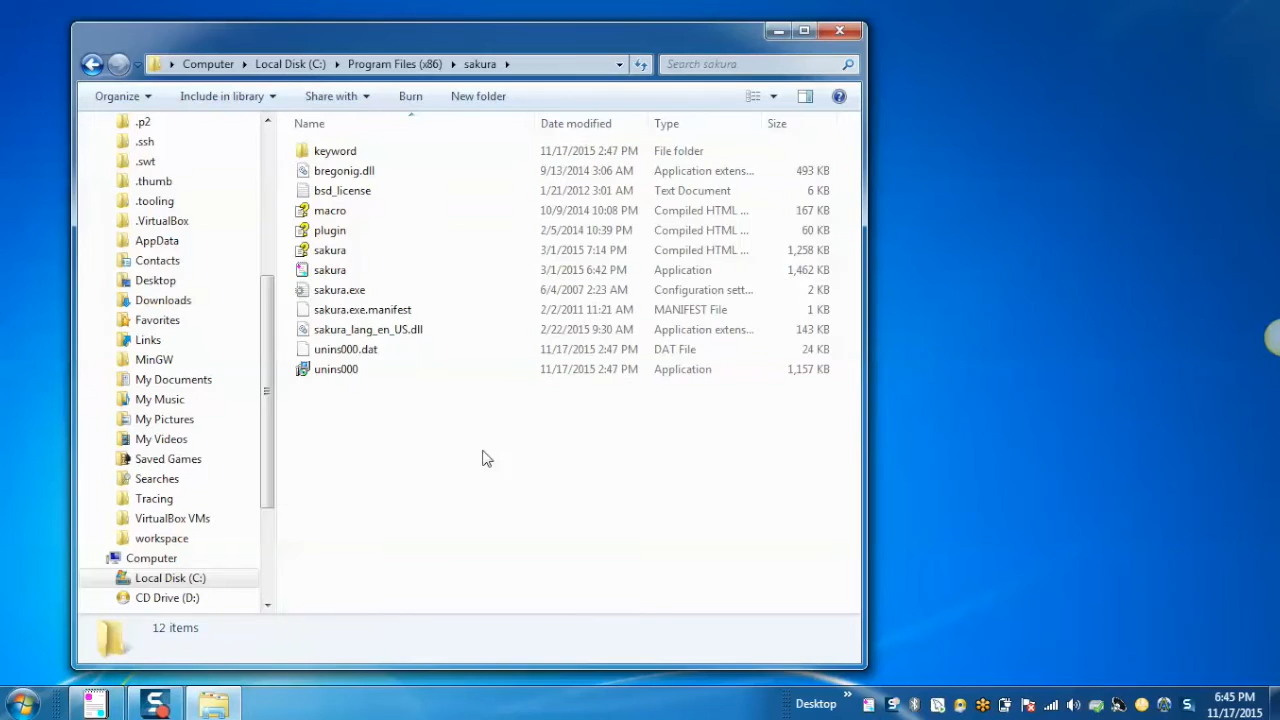 Computer Local Disk (C:) Program Files (x86) sakura Search sakura
Organize Include in library Share with Burn New folder
Name Date modified Type Size
.p2
.ssh
.swt
.thumb
.tooling
.VirtualBox
AppData
Contacts
Desktop
Downloads
Favorites
Links
MinGW
My Documents
My Music
My Pictures
My Videos
Saved Games
Searches
Tracing
VirtualBox VMs
workspace
Computer
Local Disk (C:)
CD Drive (D:)
keyword 11/17/2015 2:47 PM File folder
bregonig.dll 9/13/2014 3:06 AM Application extens... 493 KB
bsd_license 1/21/2012 3:01 AM Text Document 6 KB
macro 10/9/2014 10:08 PM Compiled HTML ... 167 KB
plugin 2/5/2014 10:39 PM Compiled HTML ... 60 KB
sakura 3/1/2015 7:14 PM Compiled HTML ... 1,258 KB
sakura 3/1/2015 6:42 PM Application 1,462 KB
sakura.exe 6/4/2007 2:23 AM Configuration sett... 2 KB
sakura.exe.manifest 2/2/2011 11:21 AM MANIFEST File 1 KB
sakura_lang_en_US.dll 2/22/2015 9:30 AM Application extens... 143 KB
unins000.dat 11/17/2015 2:47 PM DAT File 24 KB
unins000 11/17/2015 2:47 PM Application 1,157 KB
12 items
Desktop
6:45 PM
11/17/2015